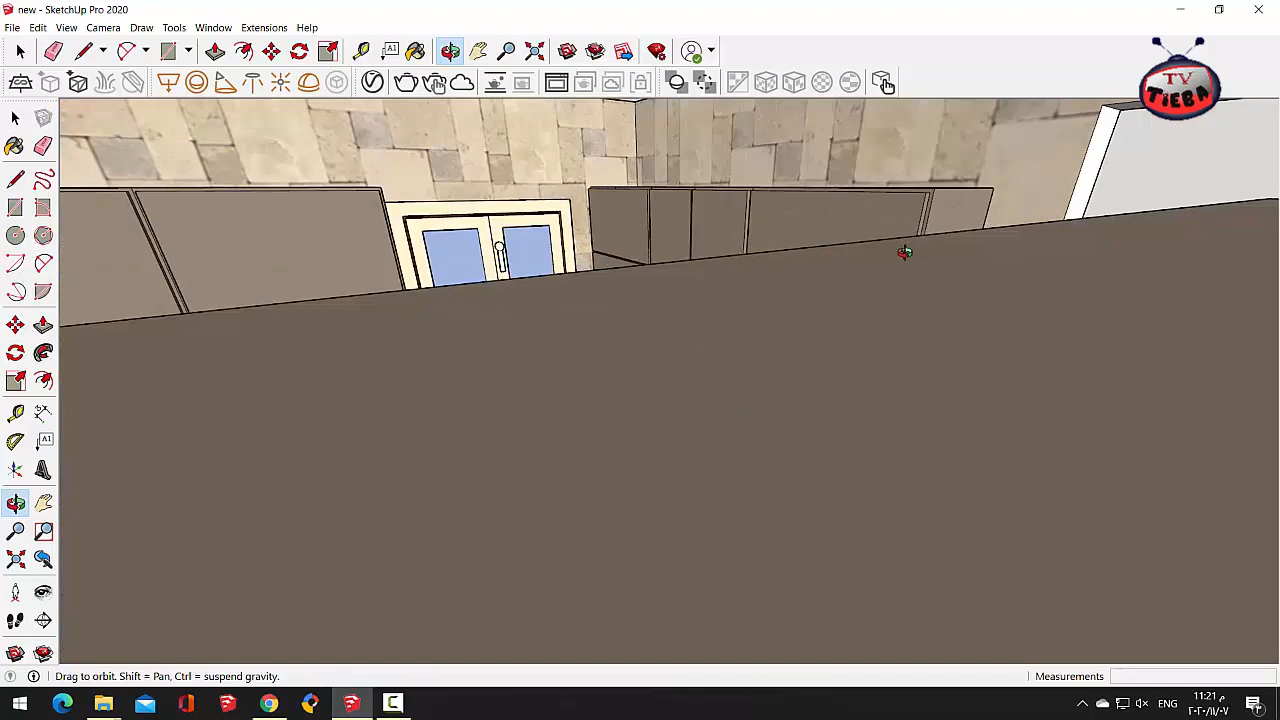 new - SketchUp Pro 2020
File Edit View Camera Draw Tools Window Extensions Help
TV
TiEBA
Drag to orbit. Shift = Pan, Ctrl = suspend gravity.
Measurements
ENG
11:21 م